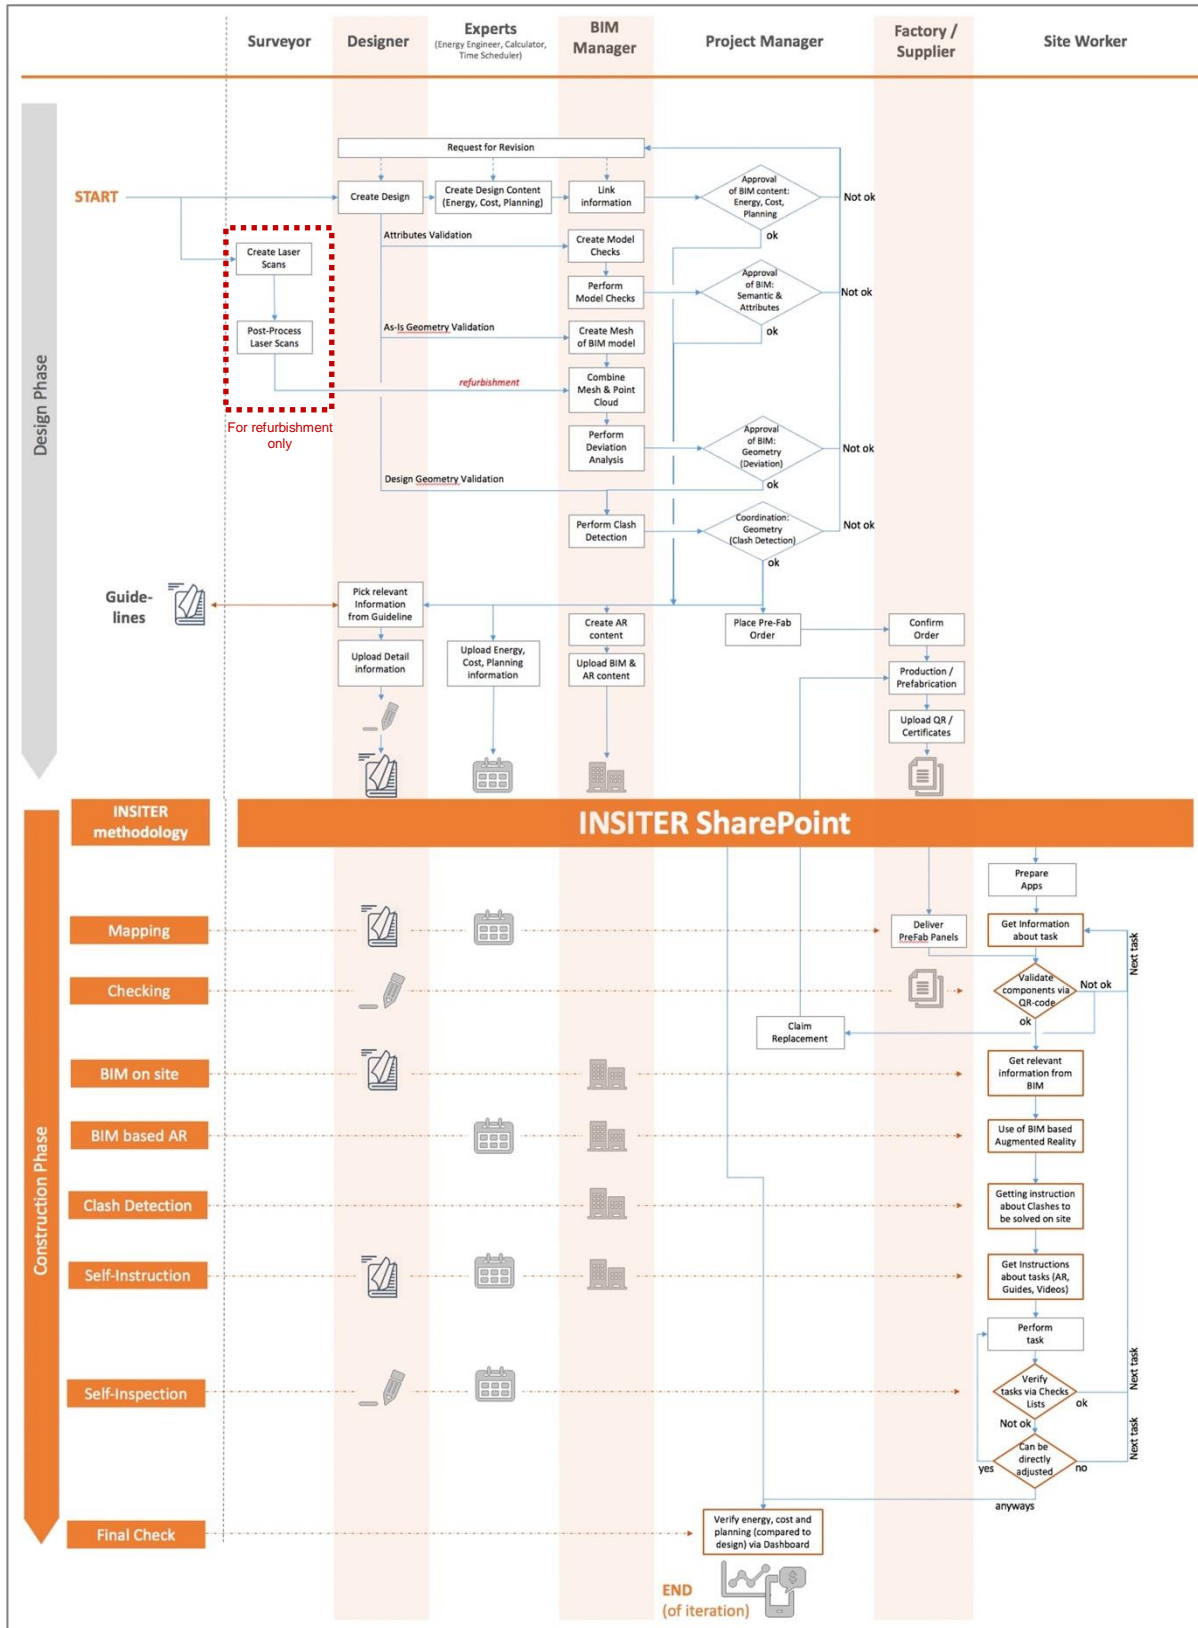 Surveyor
Designer
Experts
(Energy Engineer, Calculator,
Time Scheduler)
BIM
Manager
Project Manager
Factory /
Supplier
Site Worker
Design Phase
Request for Revision
START
Create Design
Create Design Content
(Energy, Cost, Planning)
Link
information
Approval
of BIM content:
Energy, Cost,
Planning
Not ok
ok
Attributes Validation
Create Model
Checks
Create Laser
Scans
Perform
Model Checks
Approval
of BIM:
Semantic &
Attributes
Not ok
ok
Post-Process
Laser Scans
As-Is Geometry Validation
Create Mesh
of BIM model
refurbishment
Combine
Mesh & Point
Cloud
For refurbishment
only
Perform
Deviation
Analysis
Approval
of BIM:
Geometry
(Deviation)
Not ok
ok
Design Geometry Validation
Perform Clash
Detection
Coordination:
Geometry
(Clash Detection)
Not ok
ok
Guide-
lines
Pick relevant
Information
from Guideline
Create AR
content
Place Pre-Fab
Order
Confirm
Order
Upload Detail
information
Upload Energy,
Cost, Planning
information
Upload BIM &
AR content
Production /
Prefabrication
Upload QR /
Certificates
INSITER
methodology
INSITER SharePoint
Construction Phase
Prepare
Apps
Mapping
Deliver
PreFab Panels
Get Information
about task
Next task
Checking
Validate
components via
QR-code
Not ok
ok
Claim
Replacement
BIM on site
Get relevant
information from
BIM
BIM based AR
Use of BIM based
Augmented Reality
Clash Detection
Getting instruction
about Clashes to
be solved on site
Self-Instruction
Get Instructions
about tasks (AR,
Guides, Videos)
Perform
task
Next task
Self-Inspection
Verify
tasks via Checks
Lists
ok
Not ok
Next task
Can be
directly
adjusted
yes
no
anyways
Final Check
Verify energy, cost and
planning (compared to
design) via Dashboard
END
(of iteration)
$